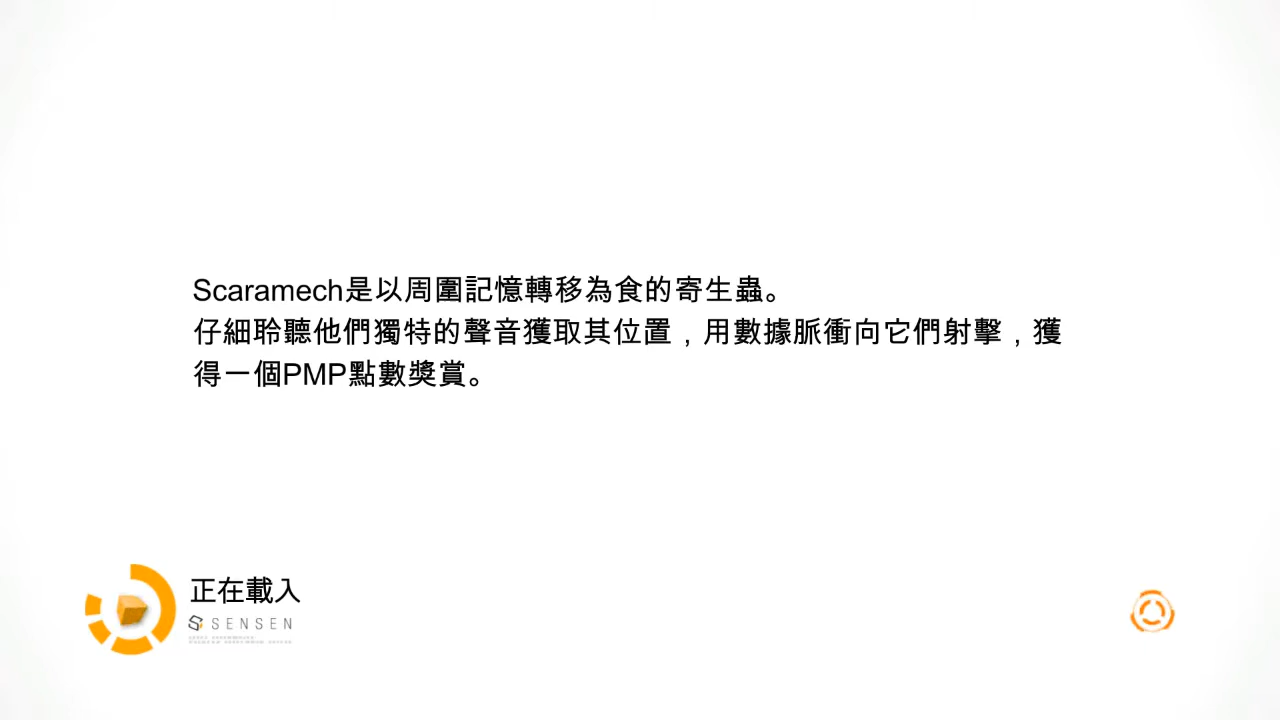 Scaramech是以周圍記憶轉移為食的寄生蟲。
仔細聆聽他們獨特的聲音獲取其位置，用數據脈衝向它們射擊，獲
得一個PMP點數獎賞。
正在載入
SENSEN